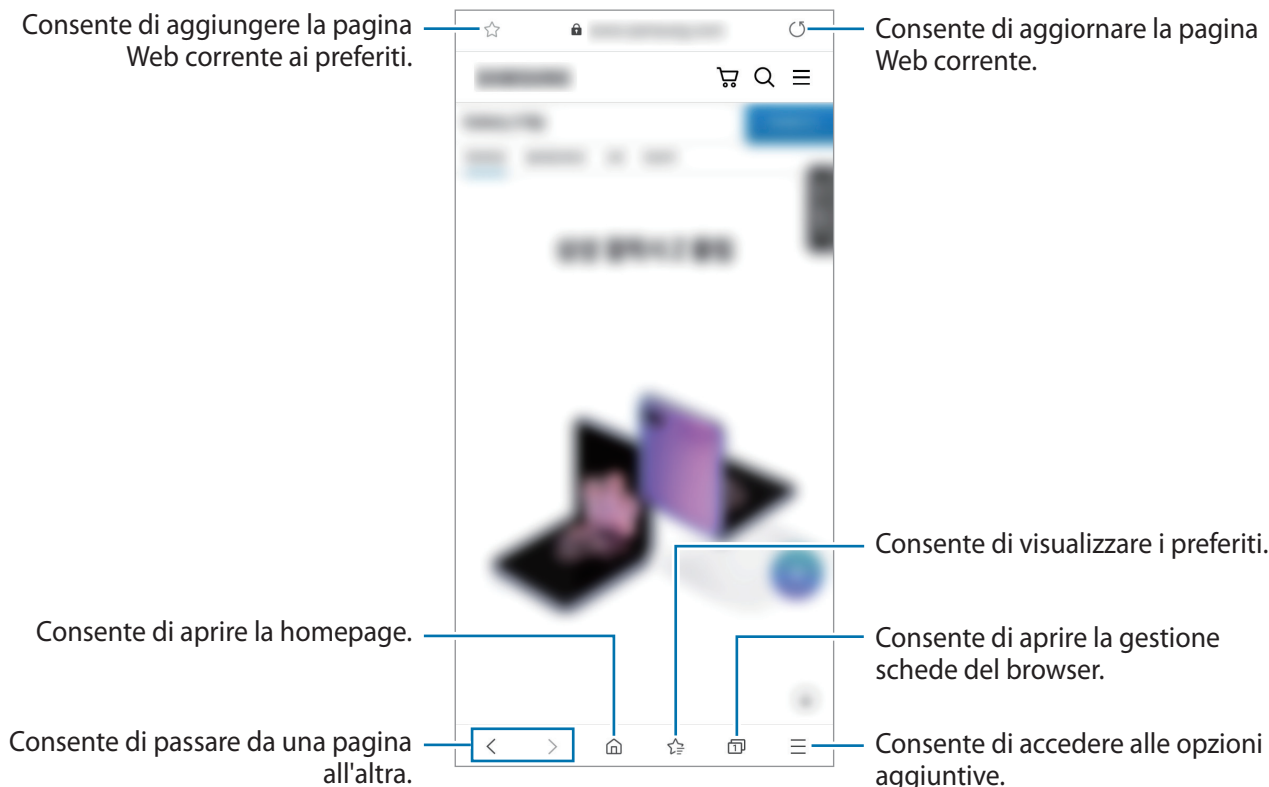 Consente di aggiungere la pagina
Web corrente ai preferiti.
Consente di aggiornare la pagina
Web corrente.
Consente di visualizzare i preferiti.
Consente di aprire la homepage.
Consente di aprire la gestione
schede del browser.
Consente di passare da una pagina
all'altra.
1
Consente di accedere alle opzioni
aggiuntive.